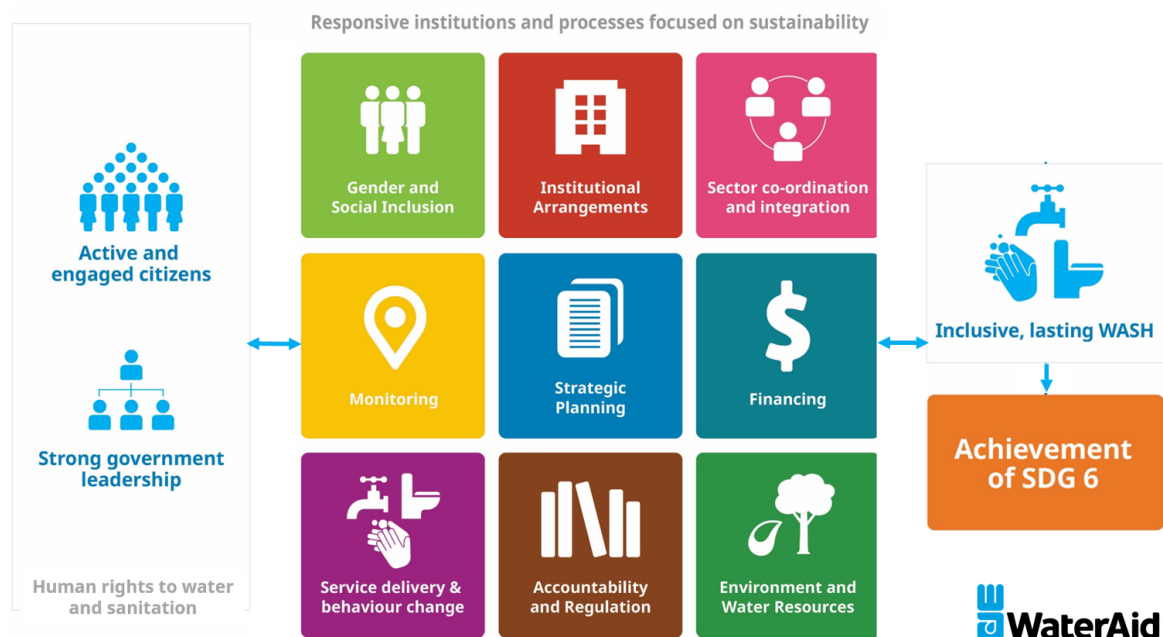 Responsive institutions and processes focused on sustainability
Active and
engaged citizens
Strong government
leadership
Human rights to water
and sanitation
Gender and
Social Inclusion
Institutional
Arrangements
Sector co-ordination
and integration
Monitoring
Strategic
Planning
$
Financing
Service delivery &
behaviour change
Accountability
and Regulation
Environment and
Water Resources
Inclusive, lasting WASH
Achievement
of SDG 6
WaterAid